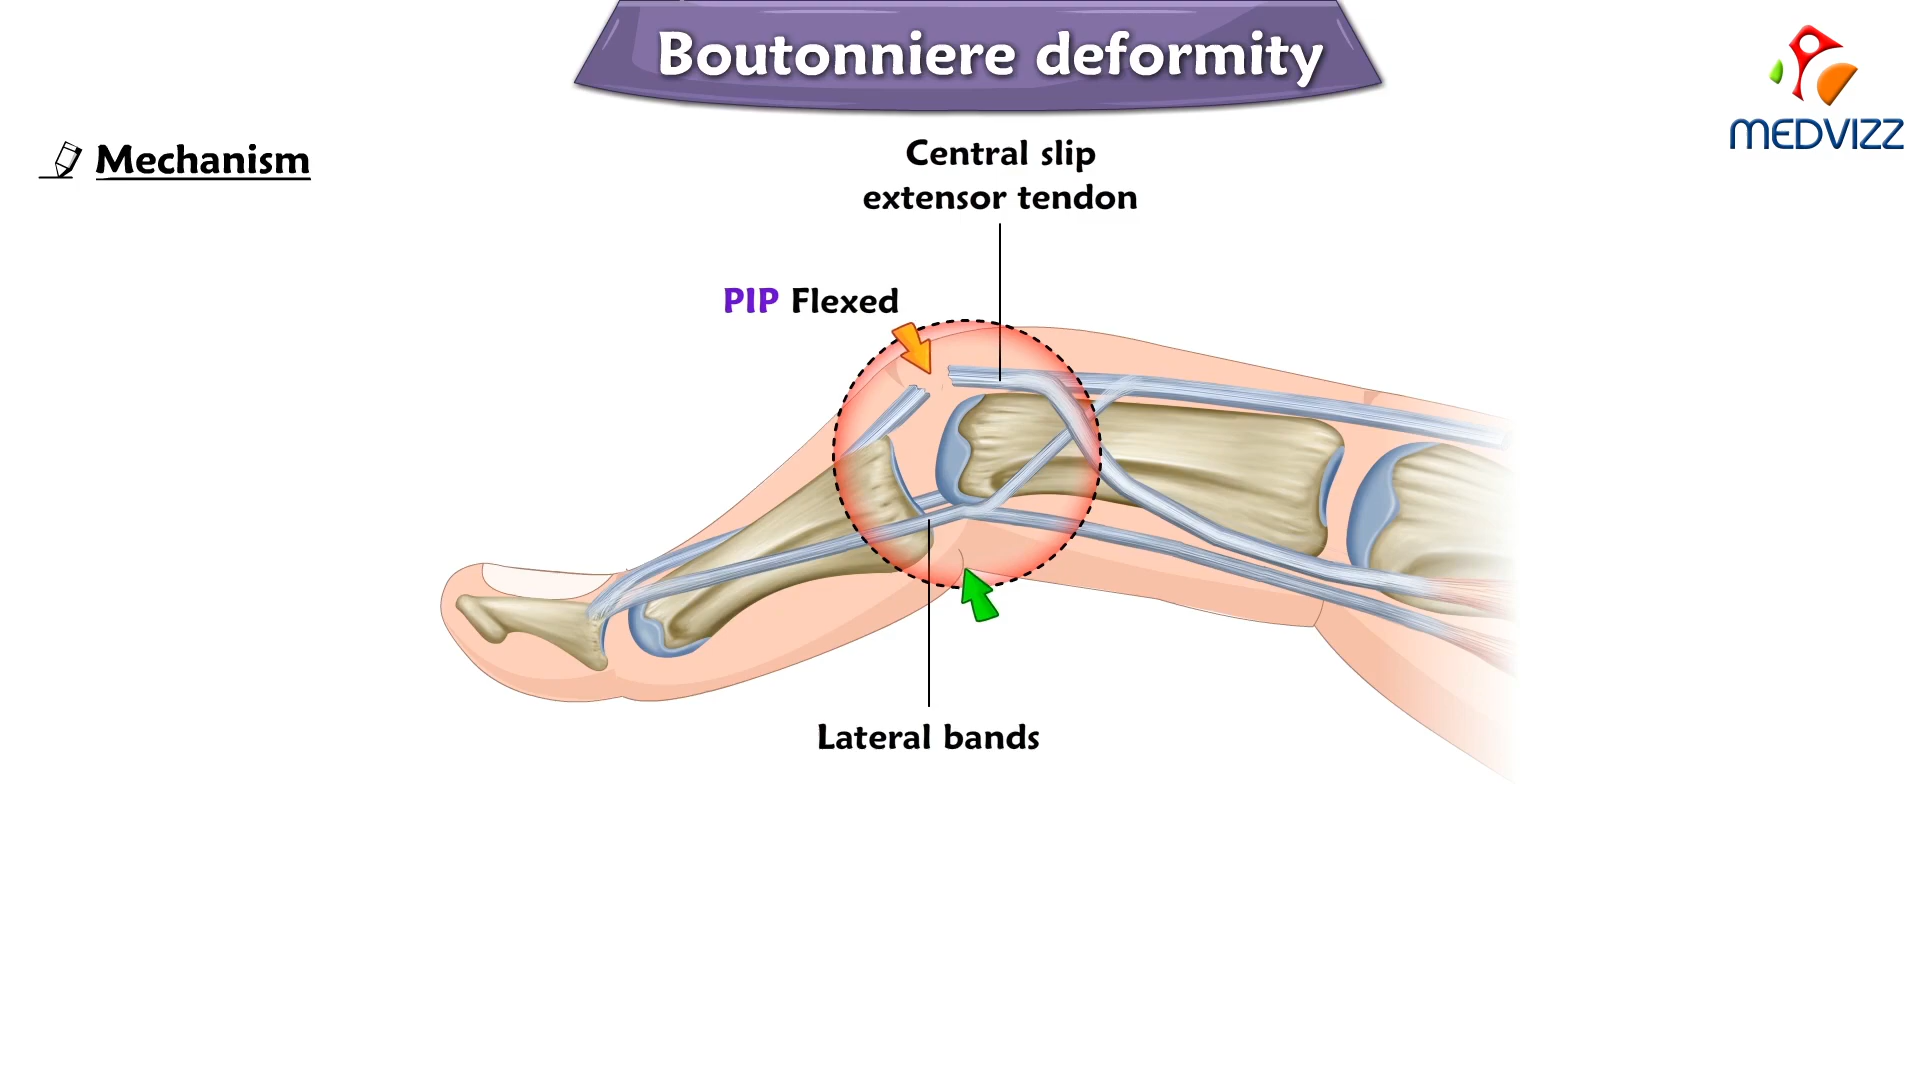 Boutonniere deformity
MEDVIZZ
Mechanism
Central slip
extensor tendon
PIP Flexed
Lateral bands